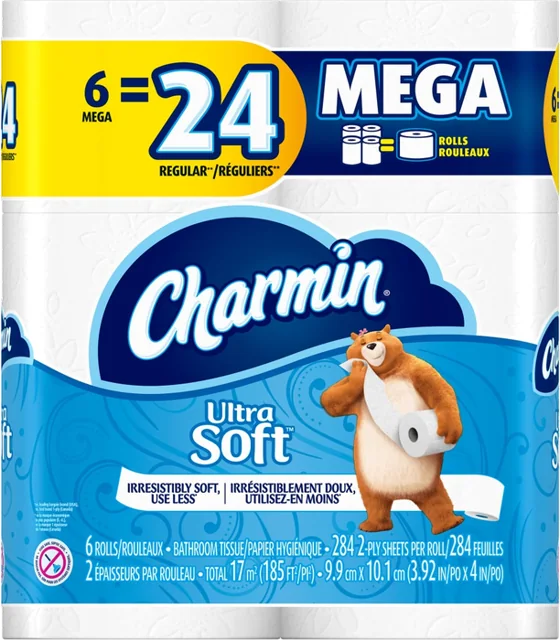 6 = 24
MEGA
REGULAR**/RÉGULIERS**
MEGA
= ROLLS
ROULEAUX
Charmin®
Ultra
Soft™
IRRESISTIBLY SOFT, | IRRÉSISTIBLEMENT DOUX,
USE LESS* | UTILISEZ-EN MOINS*
6 ROLLS/ROULEAUX • BATHROOM TISSUE/PAPIER HYGIÉNIQUE • 284 2-PLY SHEETS PER ROLL/284 FEUILLES
2 ÉPAISSEURS PAR ROULEAU • TOTAL 17 m² (185 FT²/PI²) • 9.9 cm X 10.1 cm (3.92 IN/PO X 4 IN/PO)